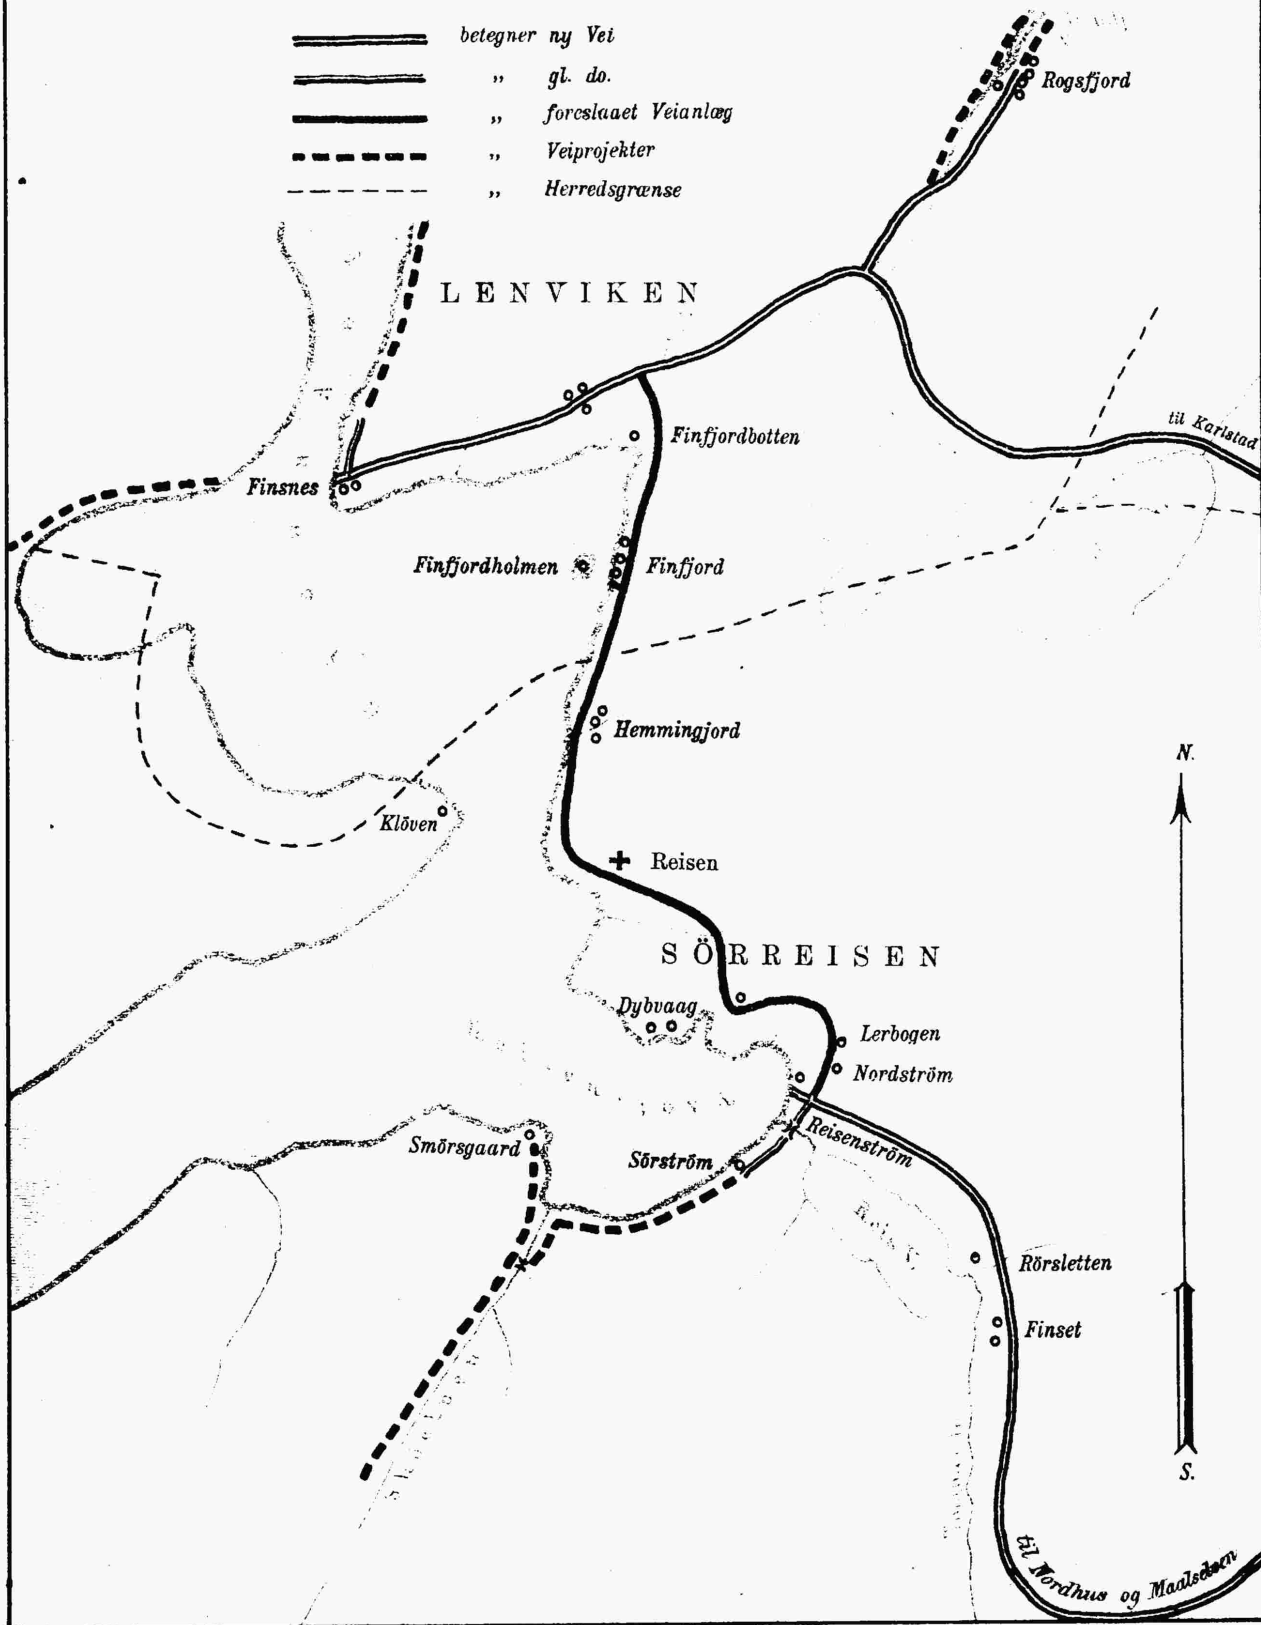 betegner ny Vei
„ gl. do.
„ foreslaaet Veianlæg
„ Veiprojekter
„ Herredsgrænse
Rogsfjord
LENVIKEN
til Karlstad
Finfjordbotten
Finsnes
Finfjordholmen
Finfjord
Hemmingjord
N.
Klöven
Reisen
SÖRREISEN
Dybvaag
Lerbogen
Nordström
Reisenström
Smörsgaard
Sörström
Rörsletten
Finset
S.
til Nordhus og Maalselven